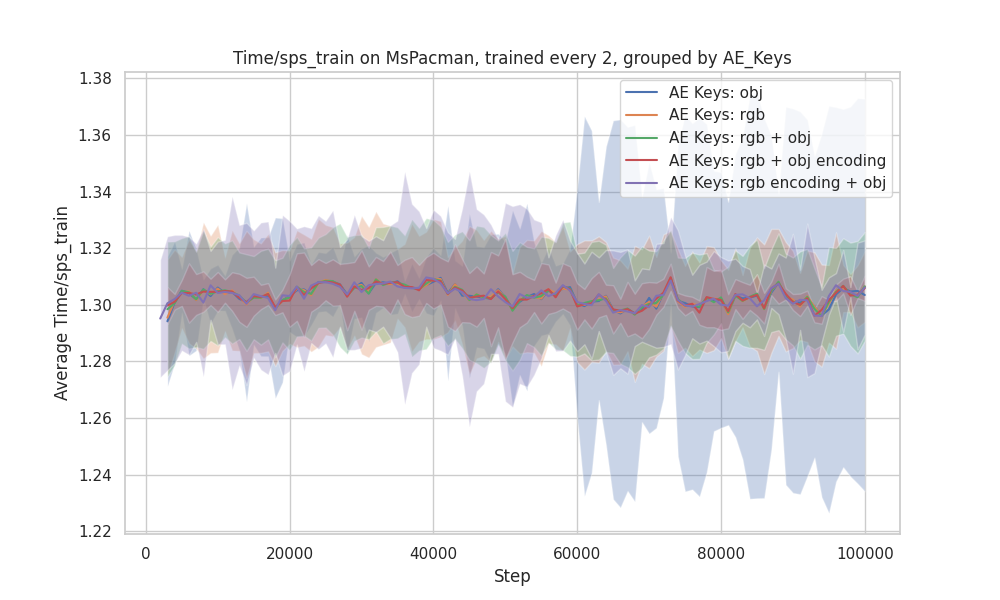 Time/sps_train on MsPacman, trained every 2, grouped by AE_Keys
AE Keys: obj
AE Keys: rgb
AE Keys: rgb + obj
AE Keys: rgb + obj encoding
AE Keys: rgb encoding + obj
Average Time/sps_train
1.38
1.36
1.34
1.32
1.30
1.28
1.26
1.24
1.22
0
20000
40000
60000
80000
100000
Step